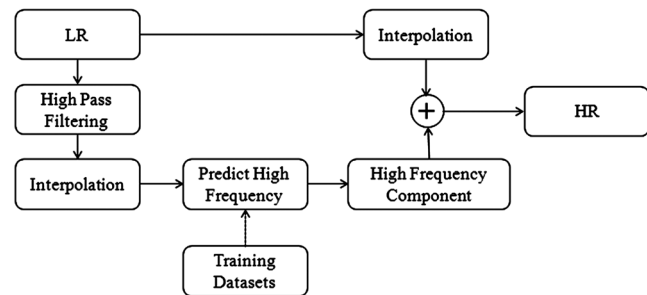 LR
Interpolation
High Pass
Filtering
+
HR
Interpolation
Predict High
Frequency
High Frequency
Component
Training
Datasets